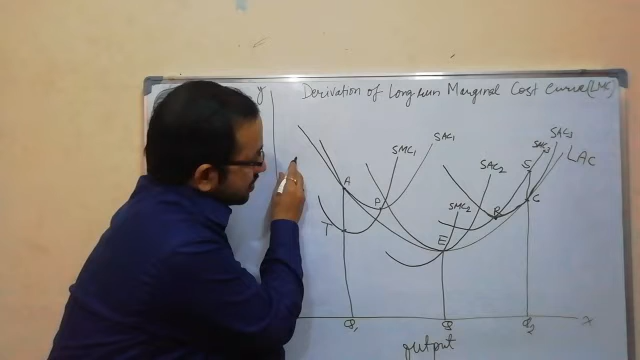 y
Derivation of Long run Marginal Cost Curve (LMC)
SAC3
SMC1
SAC1
SMC3
LAC
SAC2
S
A
P
SMC2
R
C
T
E
Q1
Q
Q2
x
output